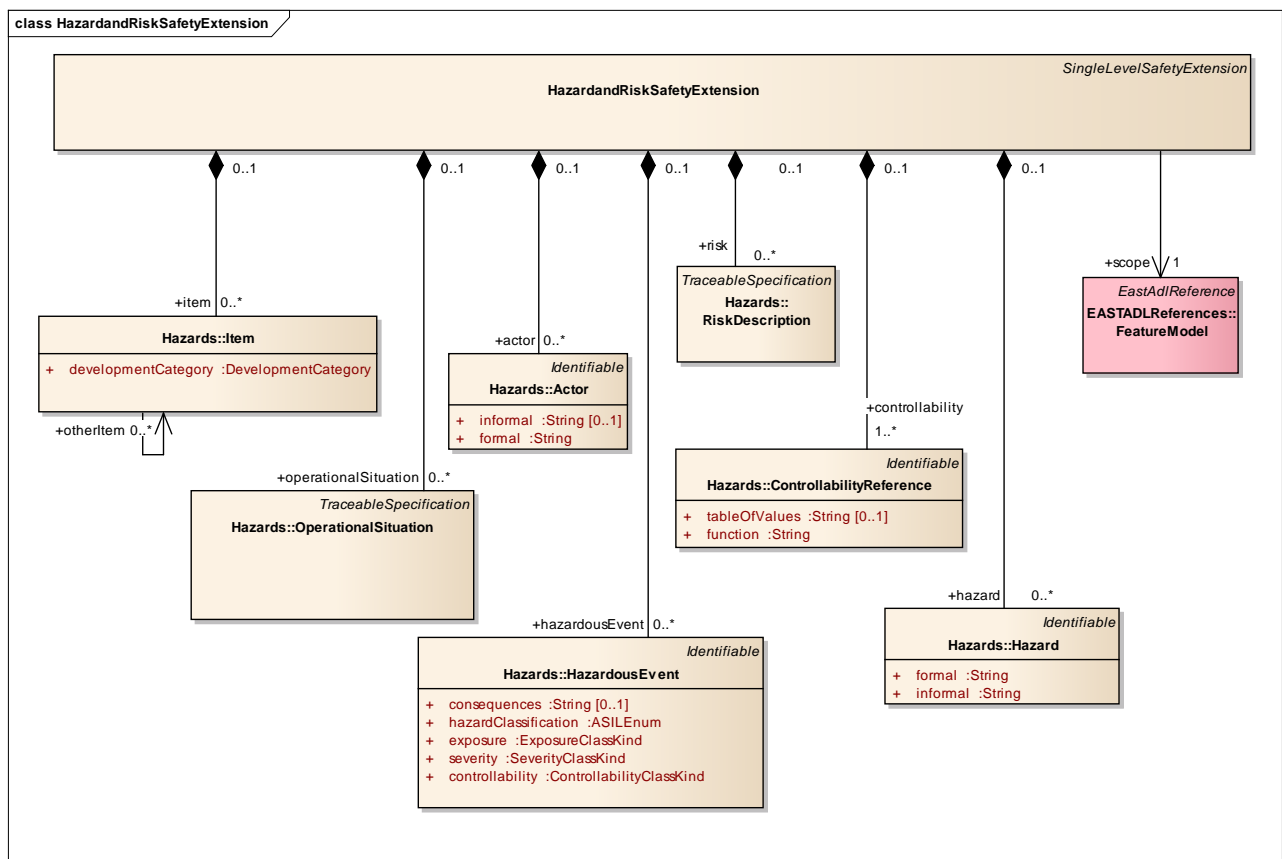 class HazardandRiskSafetyExtension
SingleLevelSafetyExtension
HazardandRiskSafetyExtension
0..1
0..1
0..1
0..1
0..1
0..1
0..1
+risk
0..*
+scope
1
TraceableSpecification
Hazards::
RiskDescription
EastAdlReference
EASTADLReferences::
FeatureModel
+item 0..*
Hazards::Item
+ developmentCategory :DevelopmentCategory
+otherItem 0..*
+actor 0..*
Identifiable
Hazards::Actor
+ informal :String [0..1]
+ formal :String
+controllability
1..*
Identifiable
Hazards::ControllabilityReference
+ tableOfValues :String [0..1]
+ function :String
+operationalSituation 0..*
TraceableSpecification
Hazards::OperationalSituation
+hazard 0..*
Identifiable
Hazards::Hazard
+ formal :String
+ informal :String
+hazardousEvent 0..*
Identifiable
Hazards::HazardousEvent
+ consequences :String [0..1]
+ hazardClassification :ASILEnum
+ exposure :ExposureClassKind
+ severity :SeverityClassKind
+ controllability :ControllabilityClassKind